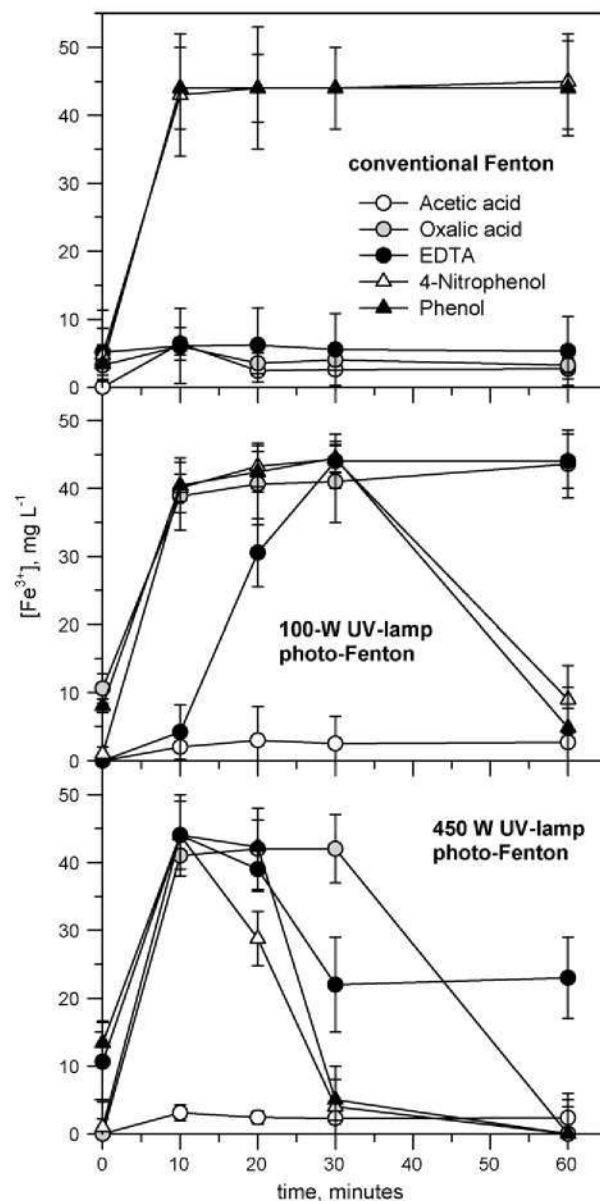 50
40
30
20
10
0
conventional Fenton
Acetic acid
Oxalic acid
EDTA
4-Nitrophenol
Phenol
50
40
30
20
10
0
[Fe³⁺], mg L⁻¹
100-W UV-lamp
photo-Fenton
50
40
30
20
10
0
450 W UV-lamp
photo-Fenton
0 10 20 30 40 50 60
time, minutes